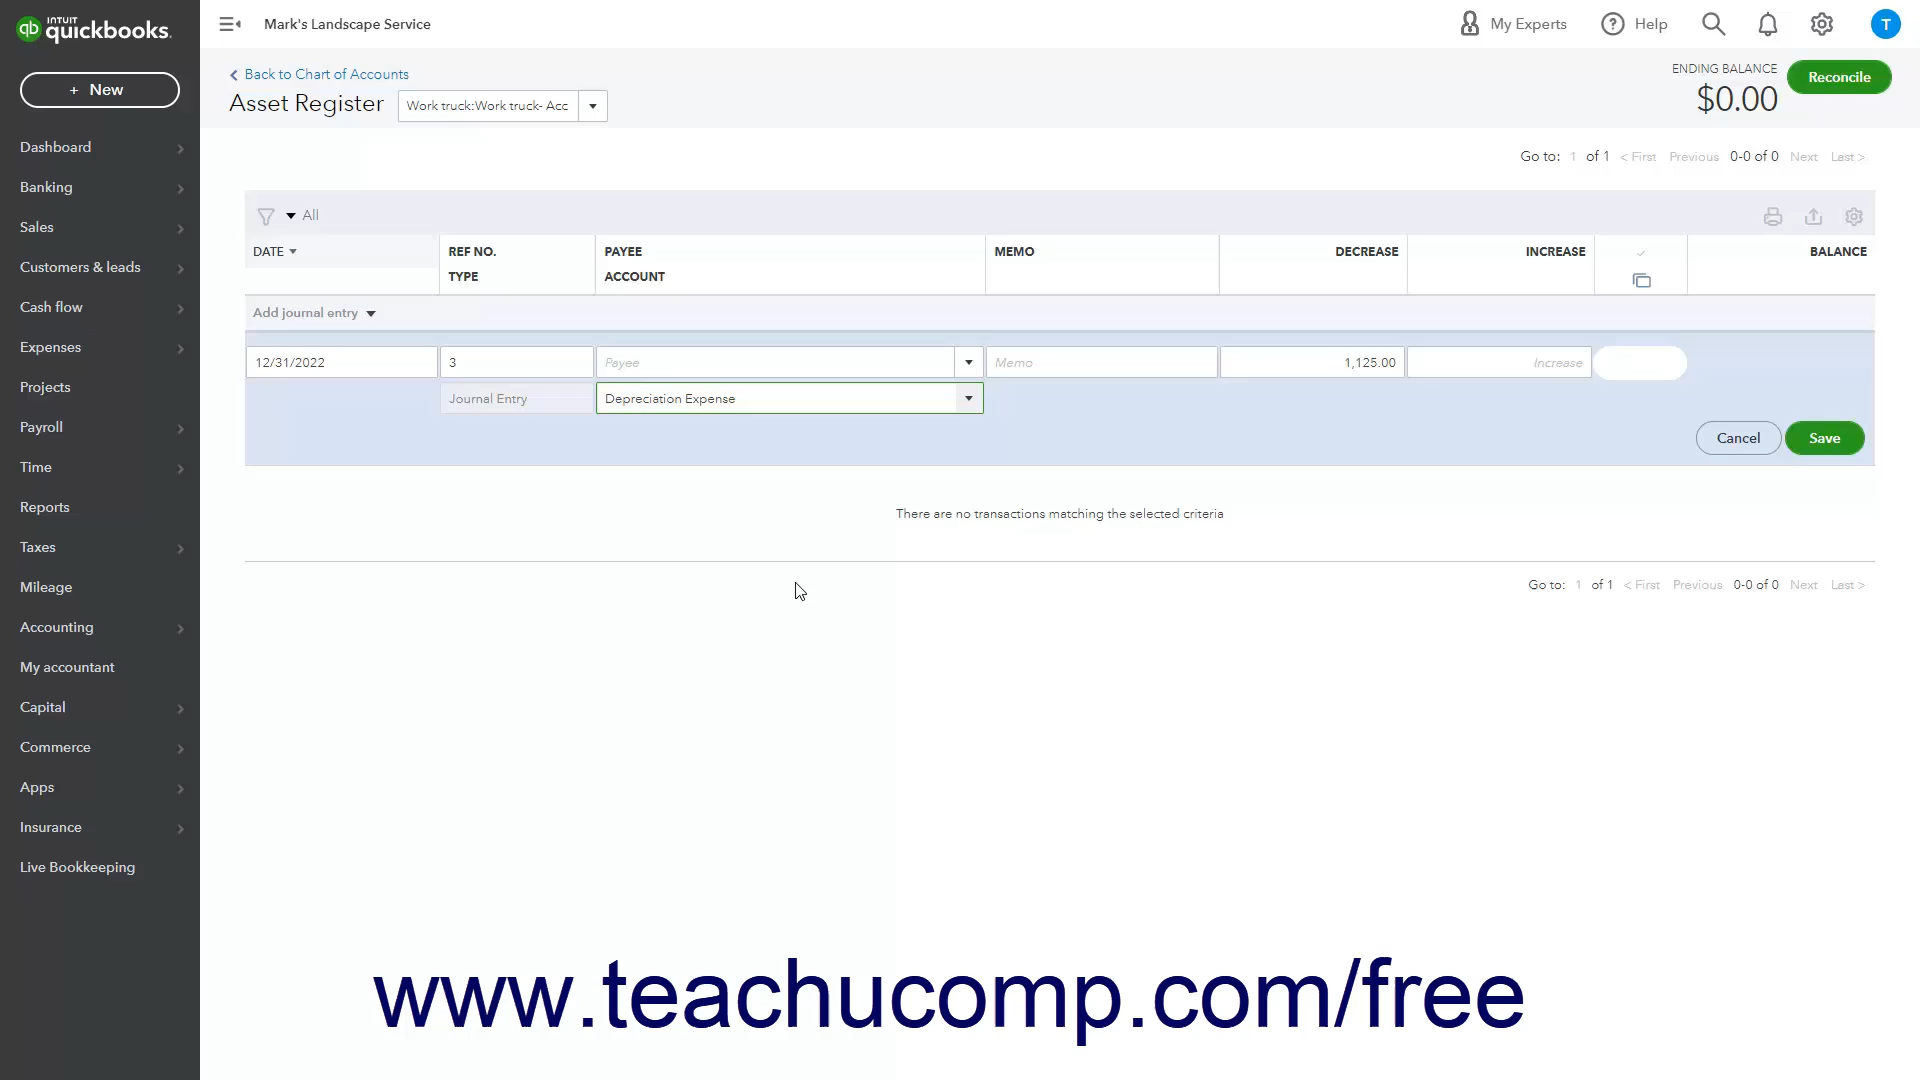 INTUIT
quickbooks.
Mark's Landscape Service
My Experts
Help
T
+ New
Dashboard
Banking
Sales
Customers & leads
Cash flow
Expenses
Projects
Payroll
Time
Reports
Taxes
Mileage
Accounting
My accountant
Capital
Commerce
Apps
Insurance
Live Bookkeeping
< Back to Chart of Accounts
Asset Register
Work truck:Work truck- Acc
ENDING BALANCE
$0.00
Reconcile
Go to: 1 of 1 < First Previous 0-0 of 0 Next Last >
All
DATE REF NO. PAYEE MEMO DECREASE INCREASE BALANCE
TYPE ACCOUNT
Add journal entry
12/31/2022 3 Payee Memo 1,125.00 Increase
Journal Entry Depreciation Expense
Cancel Save
There are no transactions matching the selected criteria
Go to: 1 of 1 < First Previous 0-0 of 0 Next Last >
www.teachucomp.com/free